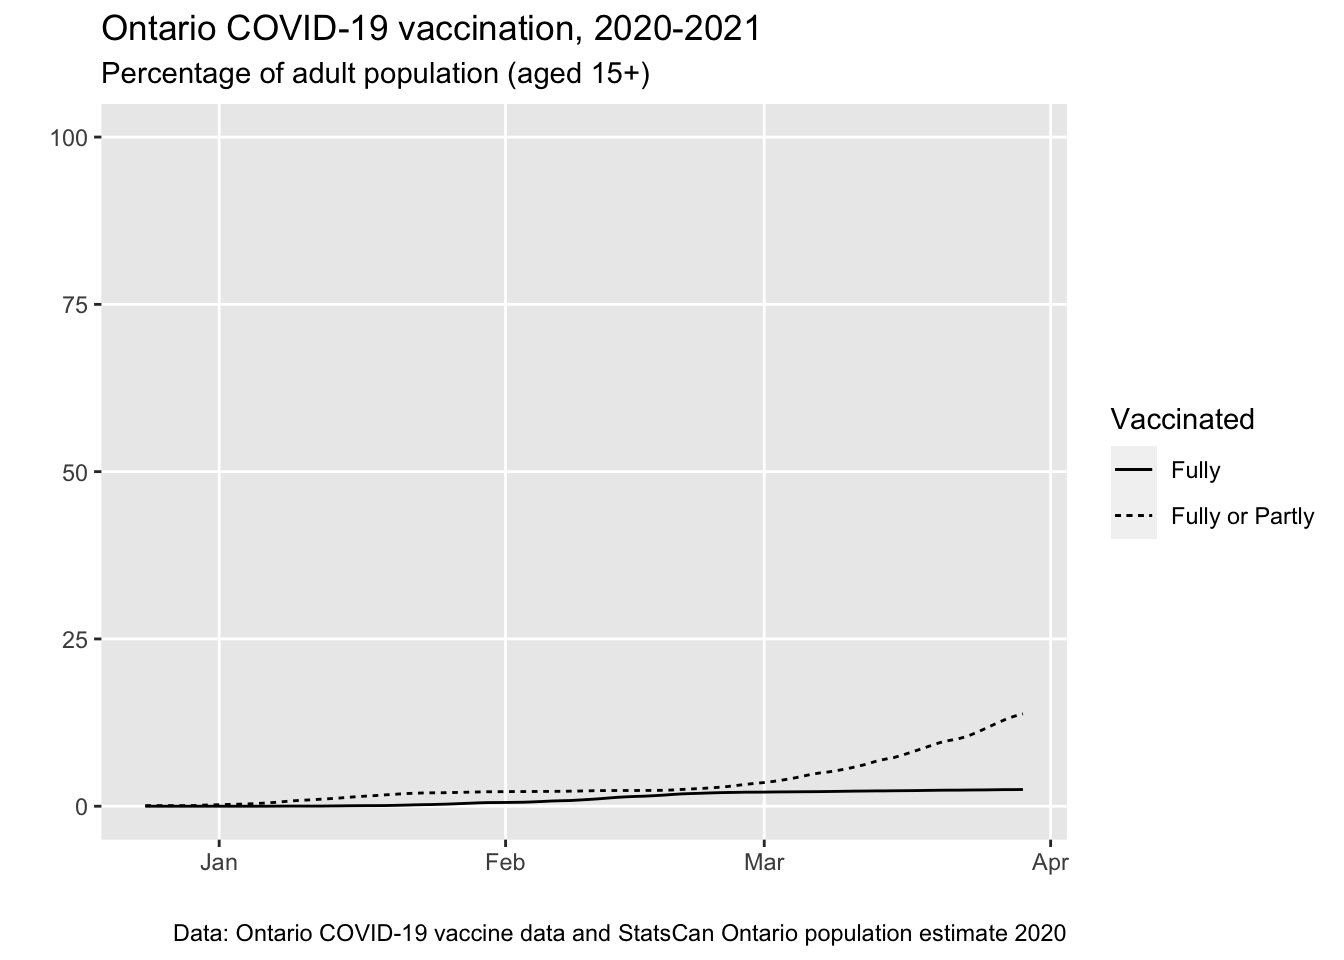 Ontario COVID-19 vaccination, 2020-2021
Percentage of adult population (aged 15+)
100
75
50
25
0
Jan Feb Mar Apr
Vaccinated
Fully
Fully or Partly
Data: Ontario COVID-19 vaccine data and StatsCan Ontario population estimate 2020